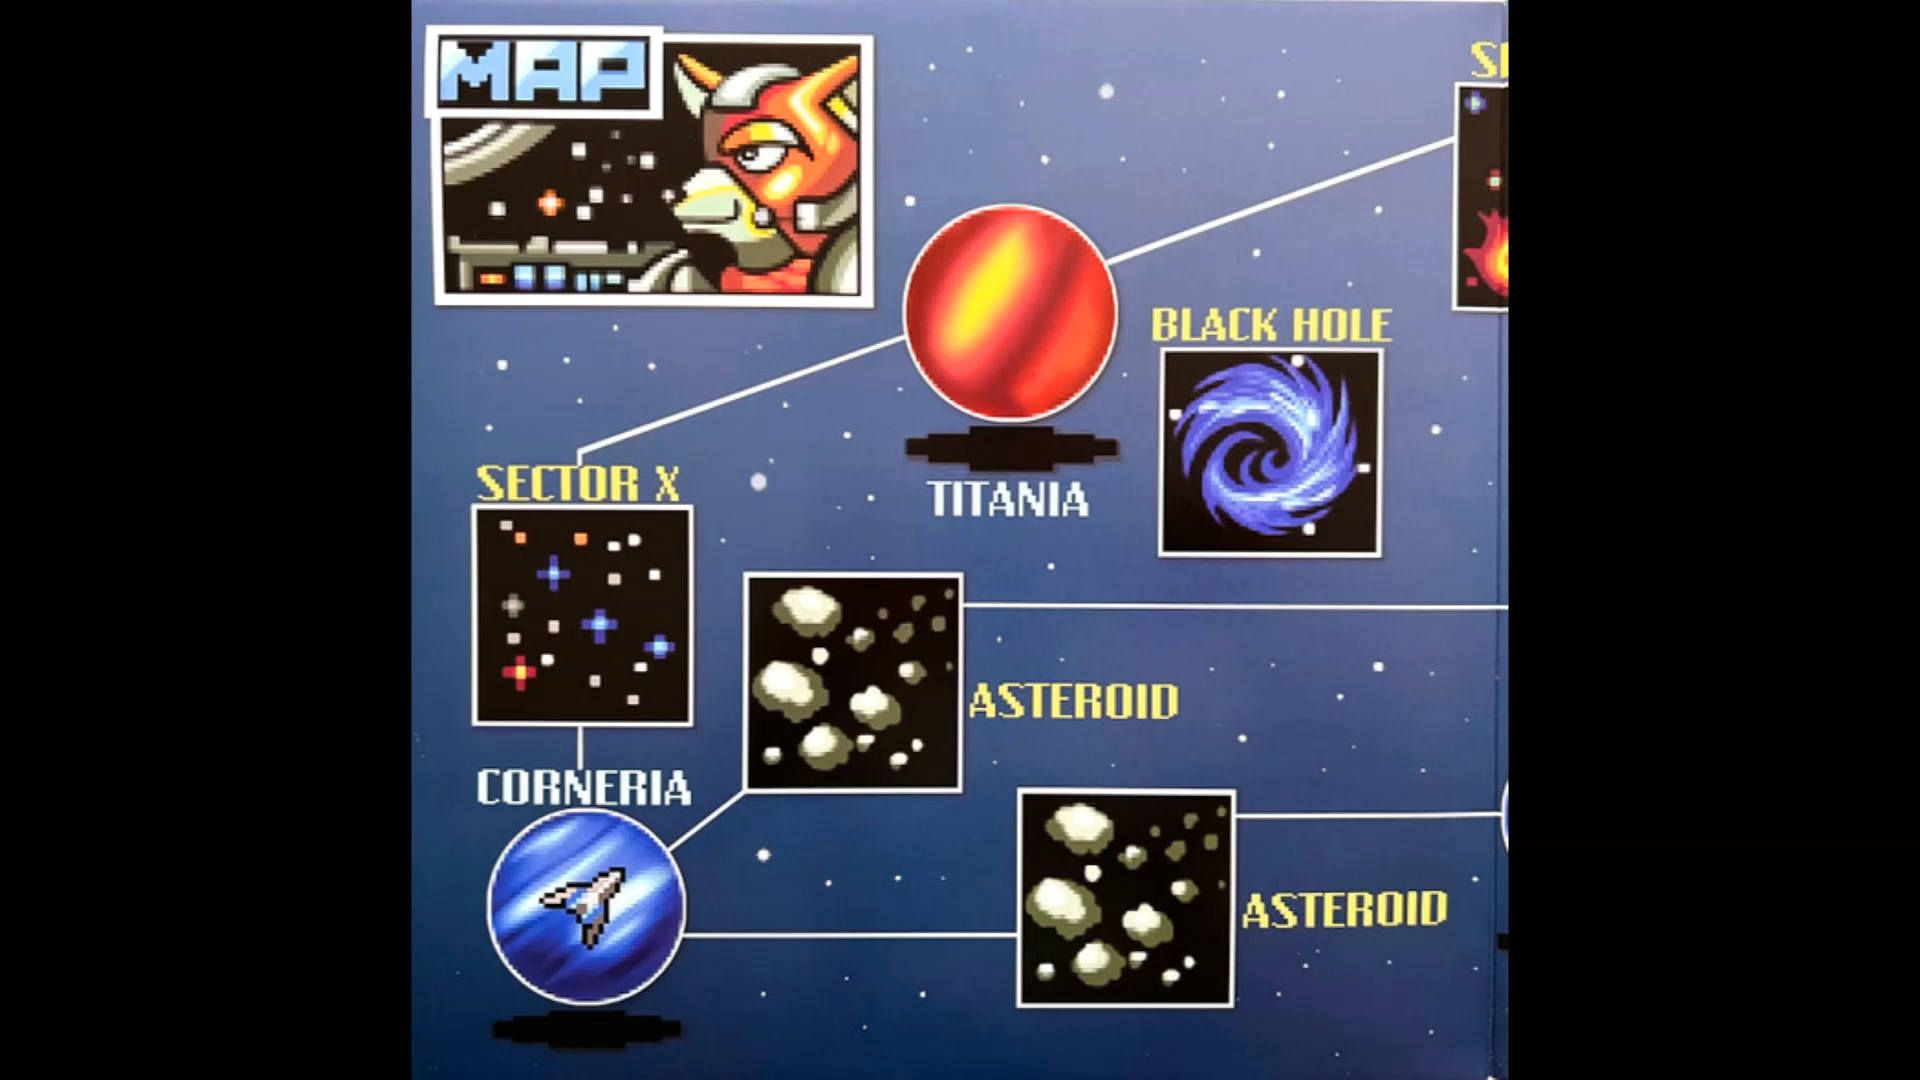 MAP
BLACK HOLE
SECTOR X
TITANIA
ASTEROID
CORNERIA
ASTEROID